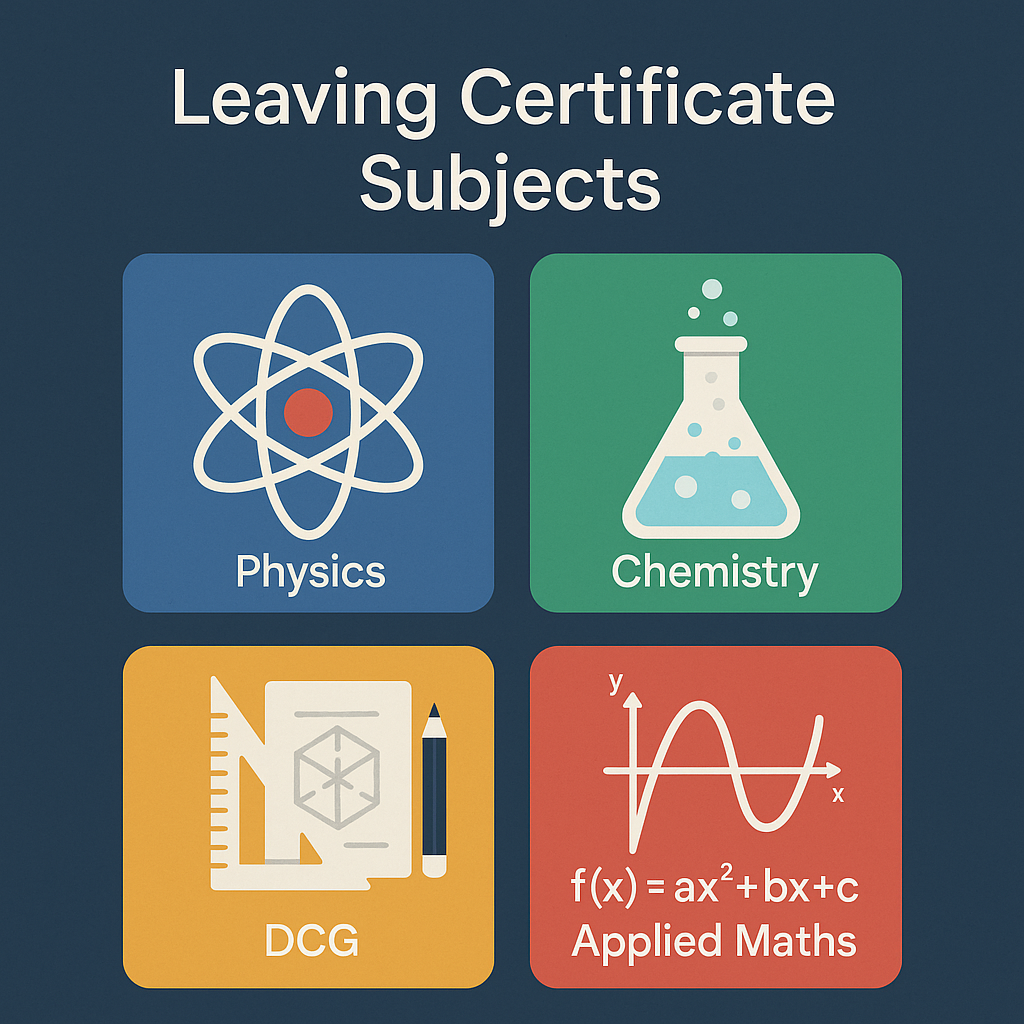 Leaving Certificate
Subjects
Physics
Chemistry
DCG
y
x
f(x) = ax²+bx+c
Applied Maths